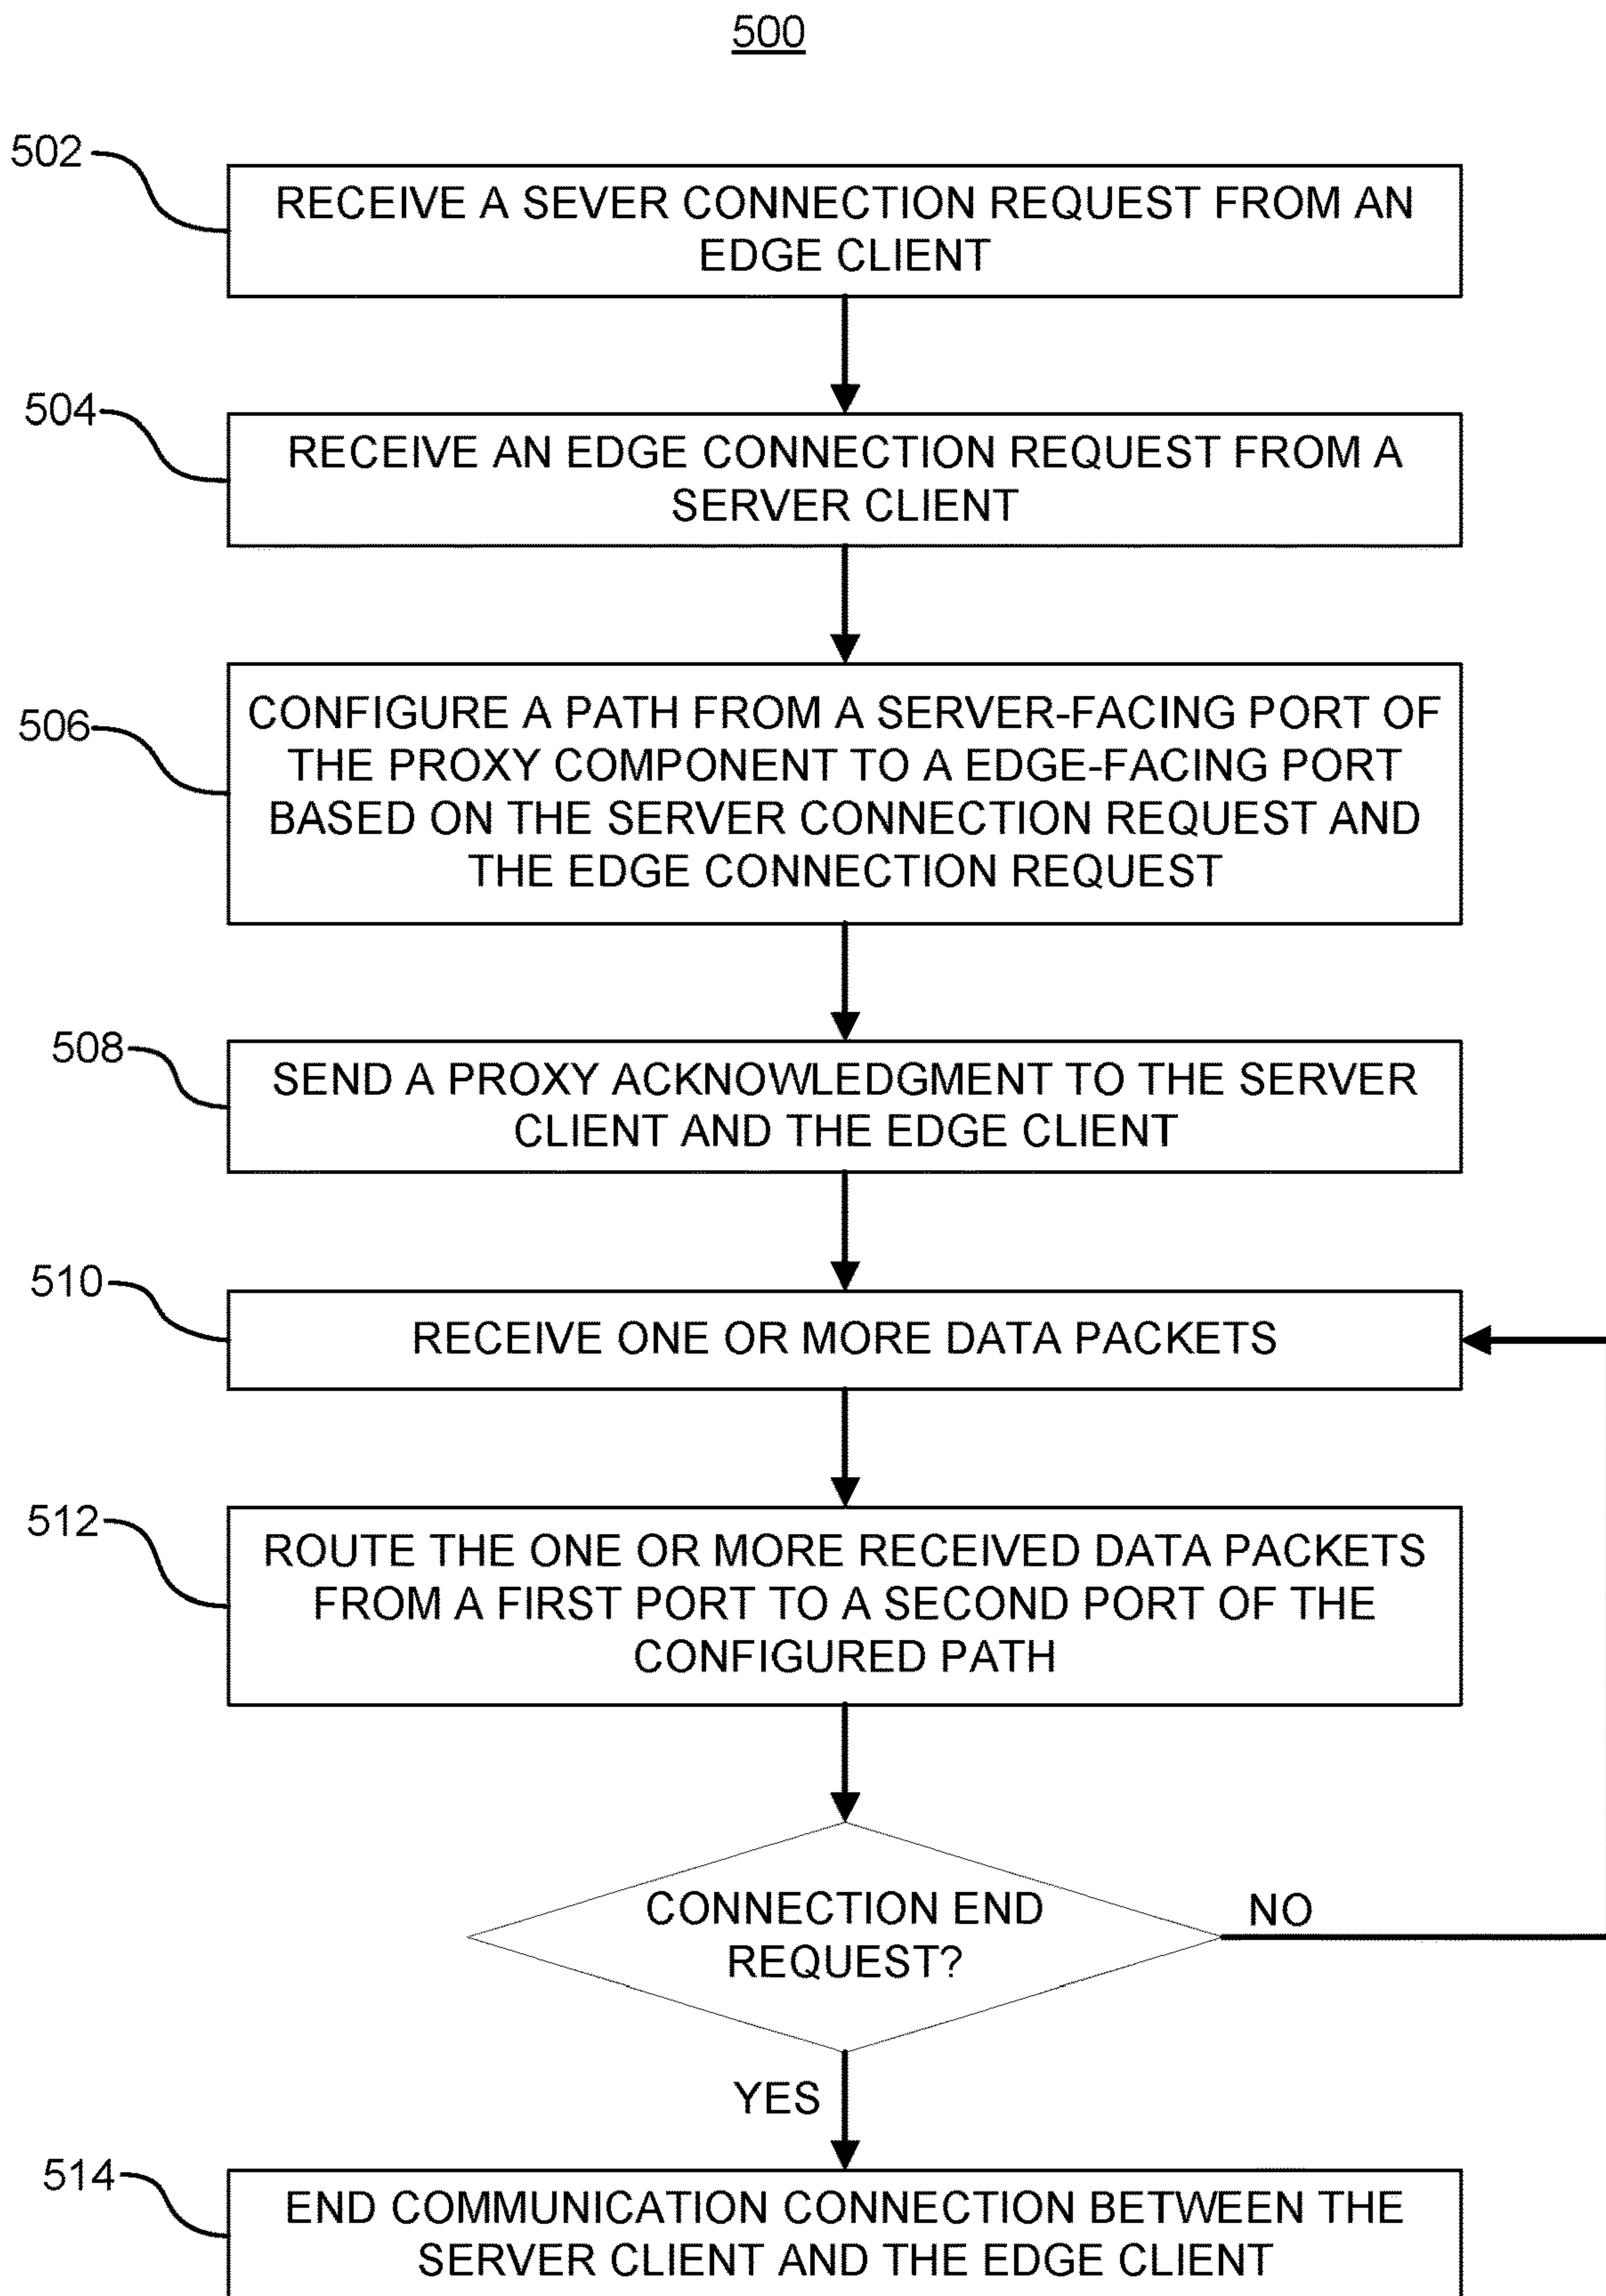 500
502
RECEIVE A SEVER CONNECTION REQUEST FROM AN
EDGE CLIENT
504
RECEIVE AN EDGE CONNECTION REQUEST FROM A
SERVER CLIENT
506
CONFIGURE A PATH FROM A SERVER-FACING PORT OF
THE PROXY COMPONENT TO A EDGE-FACING PORT
BASED ON THE SERVER CONNECTION REQUEST AND
THE EDGE CONNECTION REQUEST
508
SEND A PROXY ACKNOWLEDGMENT TO THE SERVER
CLIENT AND THE EDGE CLIENT
510
RECEIVE ONE OR MORE DATA PACKETS
512
ROUTE THE ONE OR MORE RECEIVED DATA PACKETS
FROM A FIRST PORT TO A SECOND PORT OF THE
CONFIGURED PATH
CONNECTION END
REQUEST?
NO
YES
514
END COMMUNICATION CONNECTION BETWEEN THE
SERVER CLIENT AND THE EDGE CLIENT